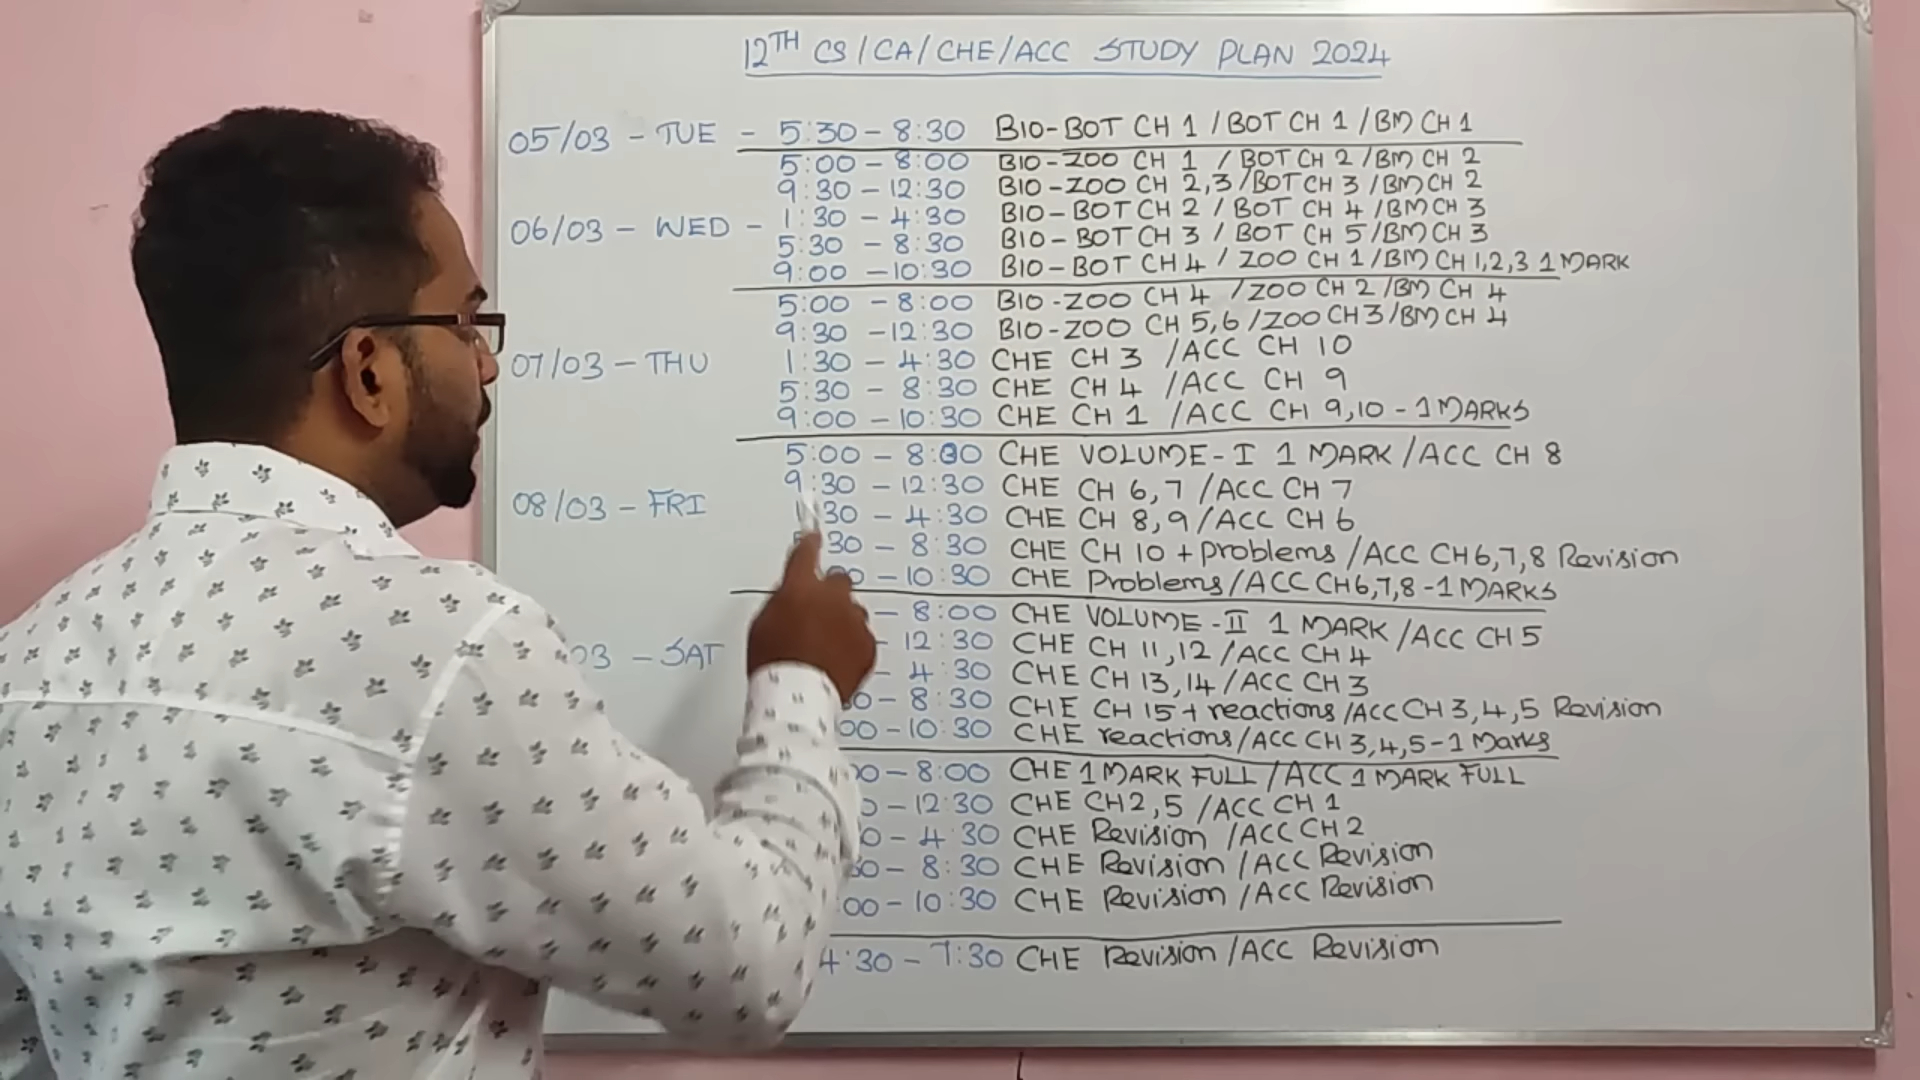 12TH CS/CA/CHE/ACC STUDY PLAN 2024
05/03 - TUE - 5:30 - 8:30 BIO-BOT CH 1 / BOT CH 1 / BM CH 1
5:00 - 8:00 BIO-ZOO CH 1 / BOT CH 2 / BM CH 2
9:30 - 12:30 BIO-ZOO CH 2,3 / BOT CH 3 / BM CH 2
06/03 - WED - 1:30 - 4:30 BIO-BOT CH 2 / BOT CH 4 / BM CH 3
5:30 - 8:30 BIO-BOT CH 3 / BOT CH 5 / BM CH 3
9:00 - 10:30 BIO-BOT CH 4 / ZOO CH 1 / BM CH 1,2,3 1 MARK
5:00 - 8:00 BIO-ZOO CH 4 / ZOO CH 2 / BM CH 4
9:30 - 12:30 BIO-ZOO CH 5,6 / ZOO CH 3 / BM CH 4
07/03 - THU 1:30 - 4:30 CHE CH 3 / ACC CH 10
5:30 - 8:30 CHE CH 4 / ACC CH 9
9:00 - 10:30 CHE CH 1 / ACC CH 9,10 - 1 MARKS
5:00 - 8:00 CHE VOLUME - I 1 MARK / ACC CH 8
9:30 - 12:30 CHE CH 6,7 / ACC CH 7
08/03 - FRI 1:30 - 4:30 CHE CH 8,9 / ACC CH 6
30 - 8:30 CHE CH 10 + problems / ACC CH 6,7,8 Revision
00 - 10:30 CHE Problems / ACC CH 6,7,8 - 1 MARKS
- 8:00 CHE VOLUME - II 1 MARK / ACC CH 5
- 12:30 CHE CH 11,12 / ACC CH 4
03 - SAT - 4:30 CHE CH 13,14 / ACC CH 3
0 - 8:30 CHE CH 15 + reactions / ACC CH 3,4,5 Revision
00 - 10:30 CHE reactions / ACC CH 3,4,5 - 1 Marks
00 - 8:00 CHE 1 MARK FULL / ACC 1 MARK FULL
0 - 12:30 CHE CH 2,5 / ACC CH 1
0 - 4:30 CHE Revision / ACC CH 2
30 - 8:30 CHE Revision / ACC Revision
:00 - 10:30 CHE Revision / ACC Revision
4:30 - 7:30 CHE Revision / ACC Revision